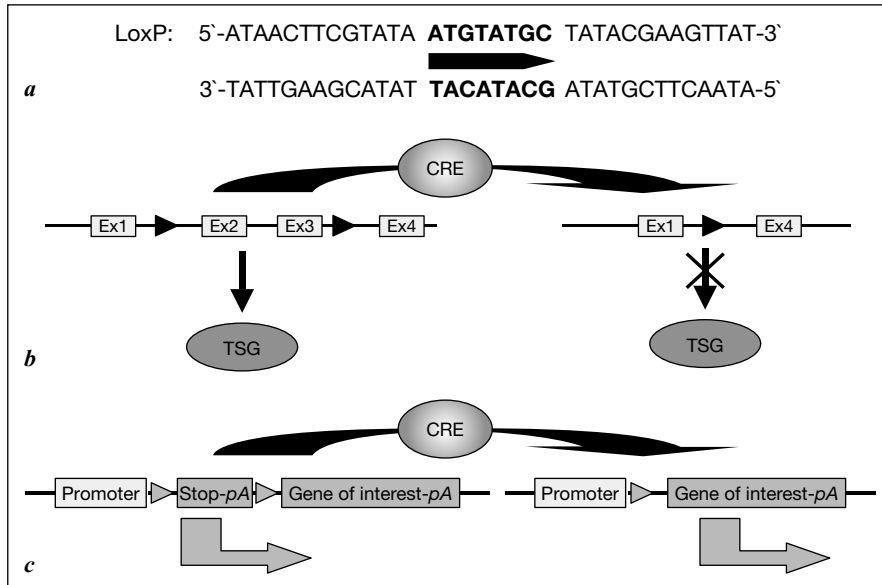 LoxP: 5`-ATAACTTCGTATA ATGTATGC TATACGAAGTTAT-3`
a 3`-TATTGAAGCATAT TACATACG ATATGCTTCAATA-5`
CRE
Ex1 Ex2 Ex3 Ex4 Ex1 Ex4
TSG TSG
b
CRE
Promoter Stop-pA Gene of interest-pA Promoter Gene of interest-pA
c